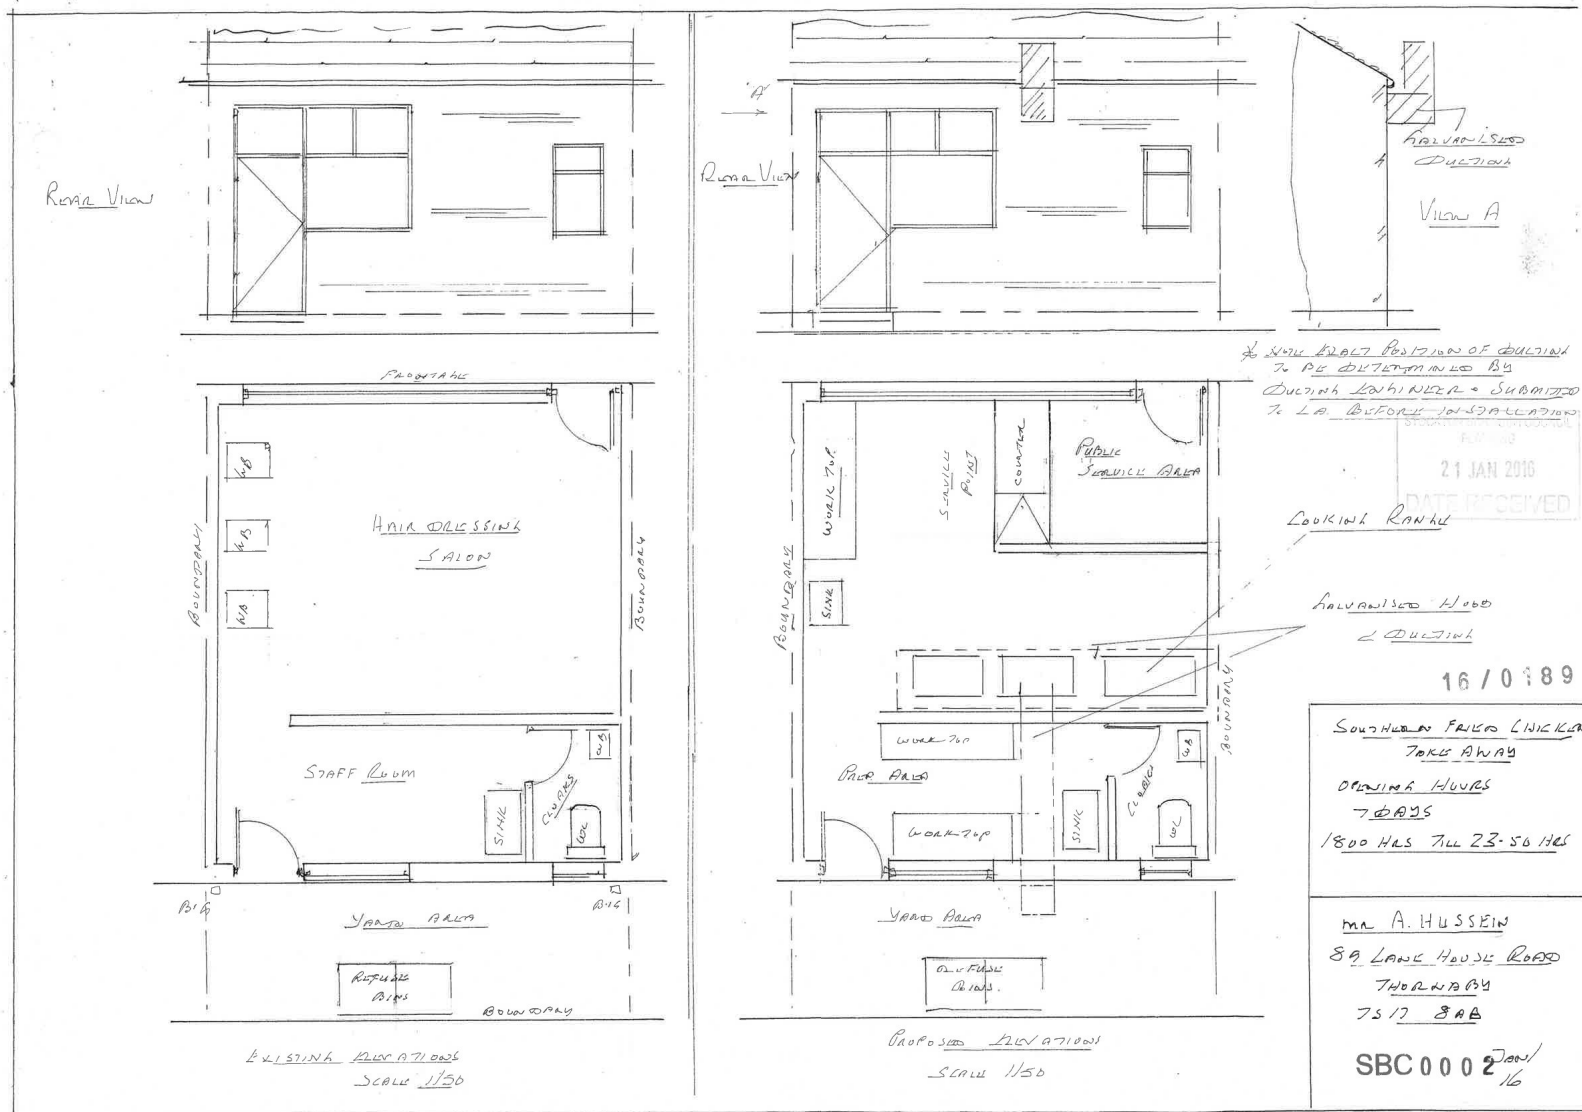 REAR VIEW
FRONTAGE
WB
WB
WB
HAIR DRESSING
SALON
BOUNDARY
BOUNDARY
STAFF ROOM
SINK
CLOAKS
WB
WC
B.I.G
B.I.G
YARD AREA
REFUSE
BINS
BOUNDARY
EXISTING ELEVATIONS
SCALE 1/50
'A'
REAR VIEW
GALVANISED
DUCTING
VIEW A
* NOTE EXACT POSITION OF DUCTING
TO BE DETERMINED BY
DUCTING ENGINEER & SUBMITTED
TO L.A. BEFORE INSTALLATION
PLANNING
21 JAN 2016
DATE RECEIVED
WORK TOP
SERVICE
POINT
COUNTER
PUBLIC
SERVICE AREA
SINK
BOUNDARY
BOUNDARY
COOKING RANGE
GALVANISED HOOD
& DUCTING
WORK TOP
PREP AREA
WORK TOP
SINK
CLOAKS
WB
WC
YARD AREA
REFUSE
BINS.
PROPOSED ELEVATIONS
SCALE 1/50
16/0189
SOUTHERN FRIED CHICKEN
TAKE AWAY
OPENING HOURS
7 DAYS
1800 HRS TILL 23-50 HRS
MR A. HUSSEIN
89 LANE HOUSE ROAD
THORNABY
TS17 8AB
SBC0002
JAN/
16